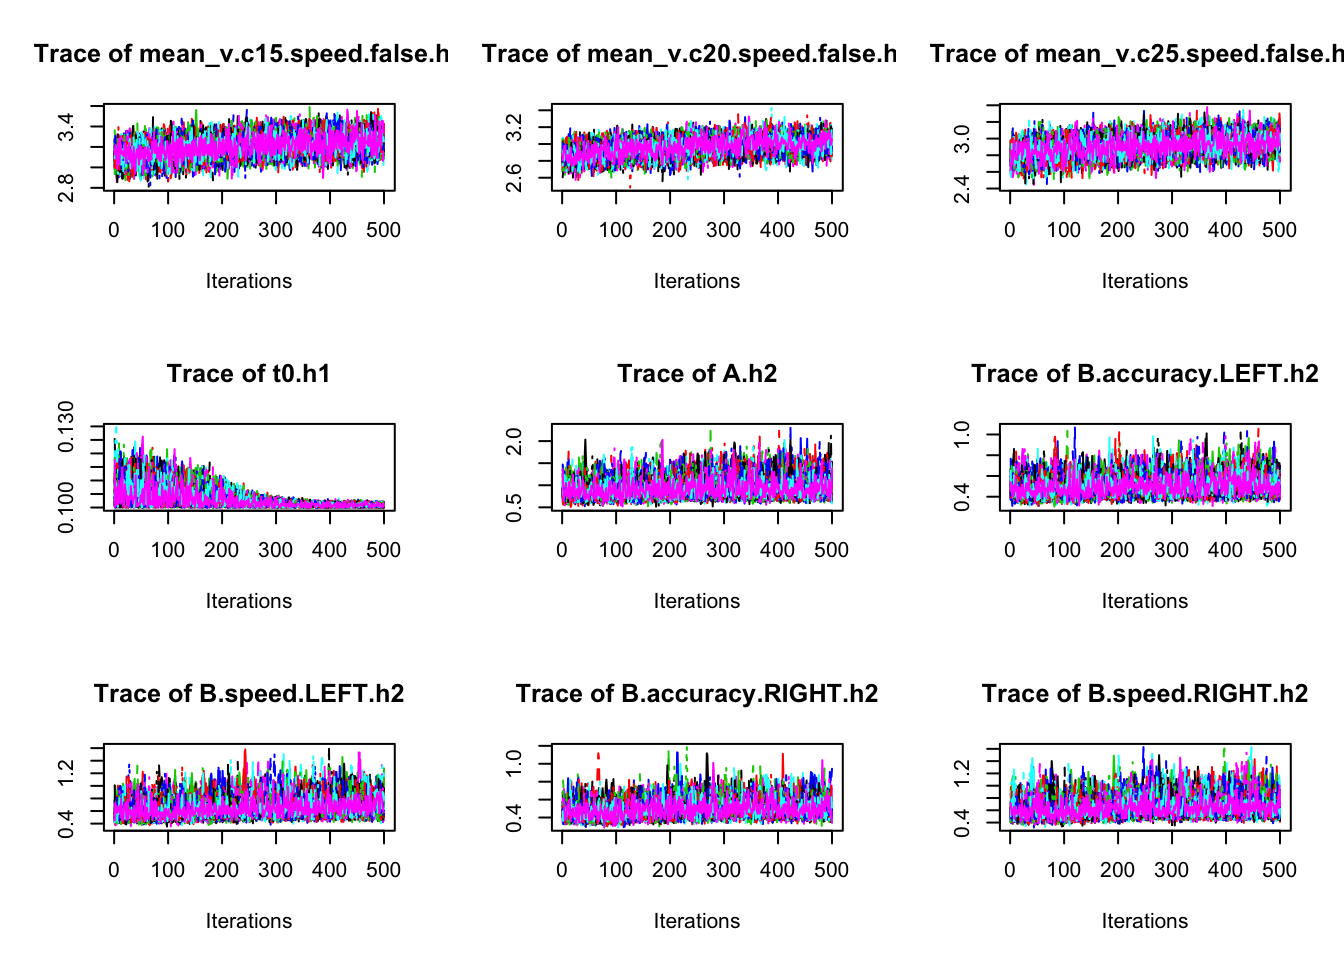 Trace of mean_v.c15.speed.false.h
Trace of mean_v.c20.speed.false.h
Trace of mean_v.c25.speed.false.h
2.8 3.4
0 100 200 300 400 500
Iterations
2.6 3.2
0 100 200 300 400 500
Iterations
2.4 3.0
0 100 200 300 400 500
Iterations
Trace of t0.h1
Trace of A.h2
Trace of B.accuracy.LEFT.h2
0.100 0.130
0 100 200 300 400 500
Iterations
0.5 2.0
0 100 200 300 400 500
Iterations
0.4 1.0
0 100 200 300 400 500
Iterations
Trace of B.speed.LEFT.h2
Trace of B.accuracy.RIGHT.h2
Trace of B.speed.RIGHT.h2
0.4 1.2
0 100 200 300 400 500
Iterations
0.4 1.0
0 100 200 300 400 500
Iterations
0.4 1.2
0 100 200 300 400 500
Iterations